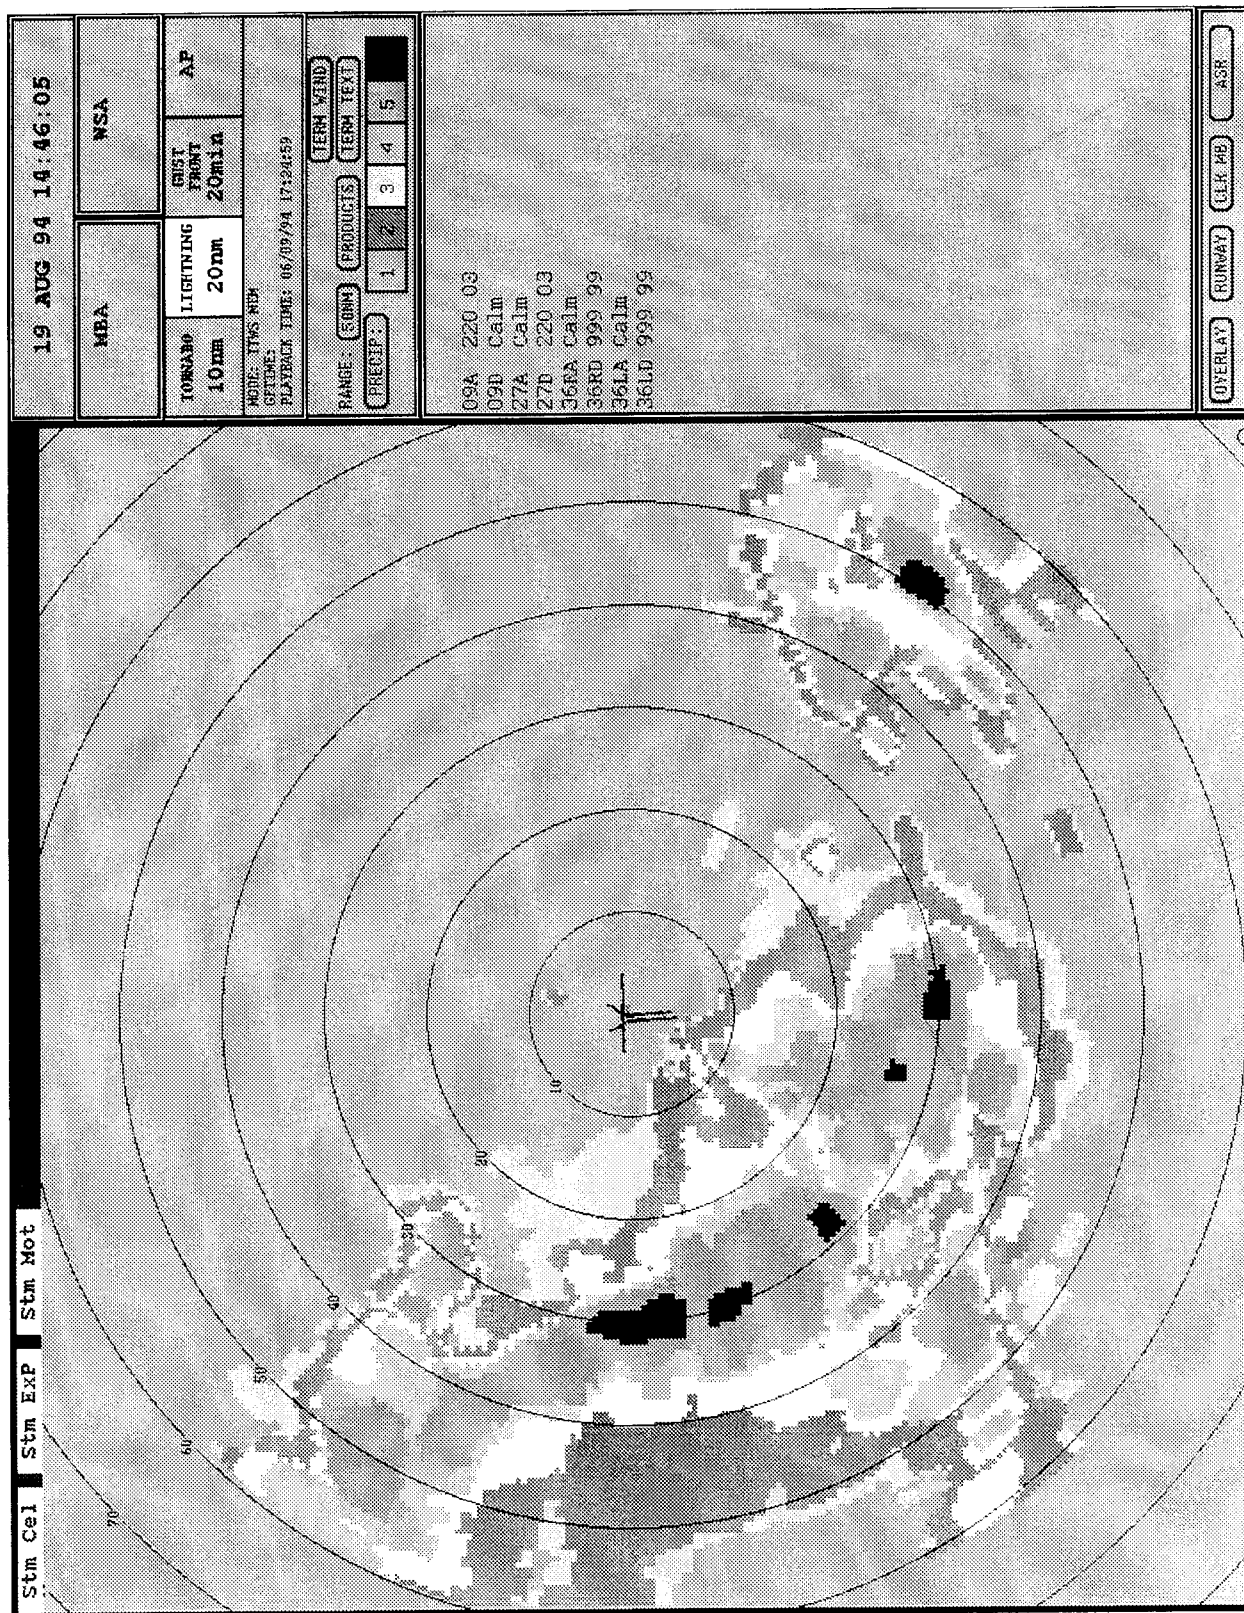 Stm Cel Stm EXP Stm Mot
19 AUG 94 14:46:05
MBA WSA
TORNADO LIGHTNING GUST FRONT AP
10nm 20nm 20min
MODE: ITWS MEM
GFTIME:
PLAYBACK TIME: 06/09/94 17:24:59
RANGE: 50NM PRODUCTS TERM WIND
PRECIP: 1 2 3 4 5 TERM TEXT
09A 220 03
09D Calm
27A Calm
27D 220 03
36RA Calm
36RD 999 99
36LA Calm
36LD 999 99
OVERLAY RUNWAY CLR MB ASR
10
20
30
40
50
60
70